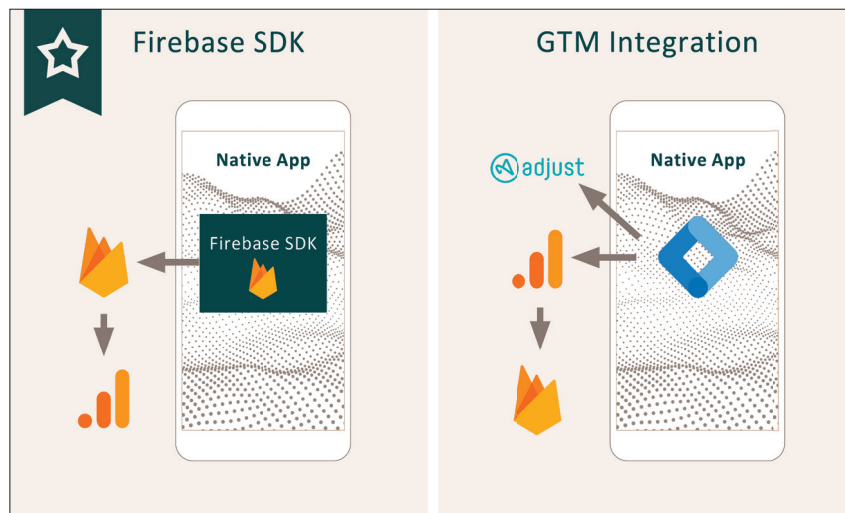 Firebase SDK
Native App
Firebase SDK
GTM Integration
adjust
Native App